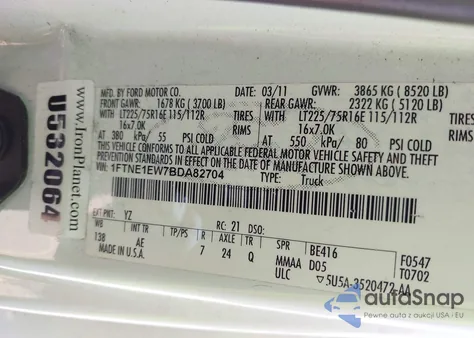 MFD. BY FORD MOTOR CO. 03/11 GVWR: 3865 KG ( 8520 LB)
FRONT GAWR: 1678 KG ( 3700 LB) REAR GAWR: 2322 KG ( 5120 LB)
WITH LT225/75R16E 115/112R TIRES WITH LT225/75R16E 115/112R TIRES
16x7.0K RIMS 16x7.0K RIMS
AT 380 kPa/ 55 PSI COLD AT 550 kPa/ 80 PSI COLD
THIS VEHICLE CONFORMS TO ALL APPLICABLE FEDERAL MOTOR VEHICLE SAFETY STANDARDS IN EFFECT ON THE DATE OF MANUFACTURE SHOWN ABOVE.
VIN: 1FTNE1EW7BDA82704
TYPE: Truck
EXT PNT: YZ RC: 21 DSO:
WB INT TR TP/PS R AXLE TR SPR BE416 F0547
138 AE 7 24 Q MMAA D05 T0702
MADE IN U.S.A. ULC 5U5A-3520472-AA
www.IronPlanet.com
U532064
autoSnap
Pewne auta z aukcji USA - EU